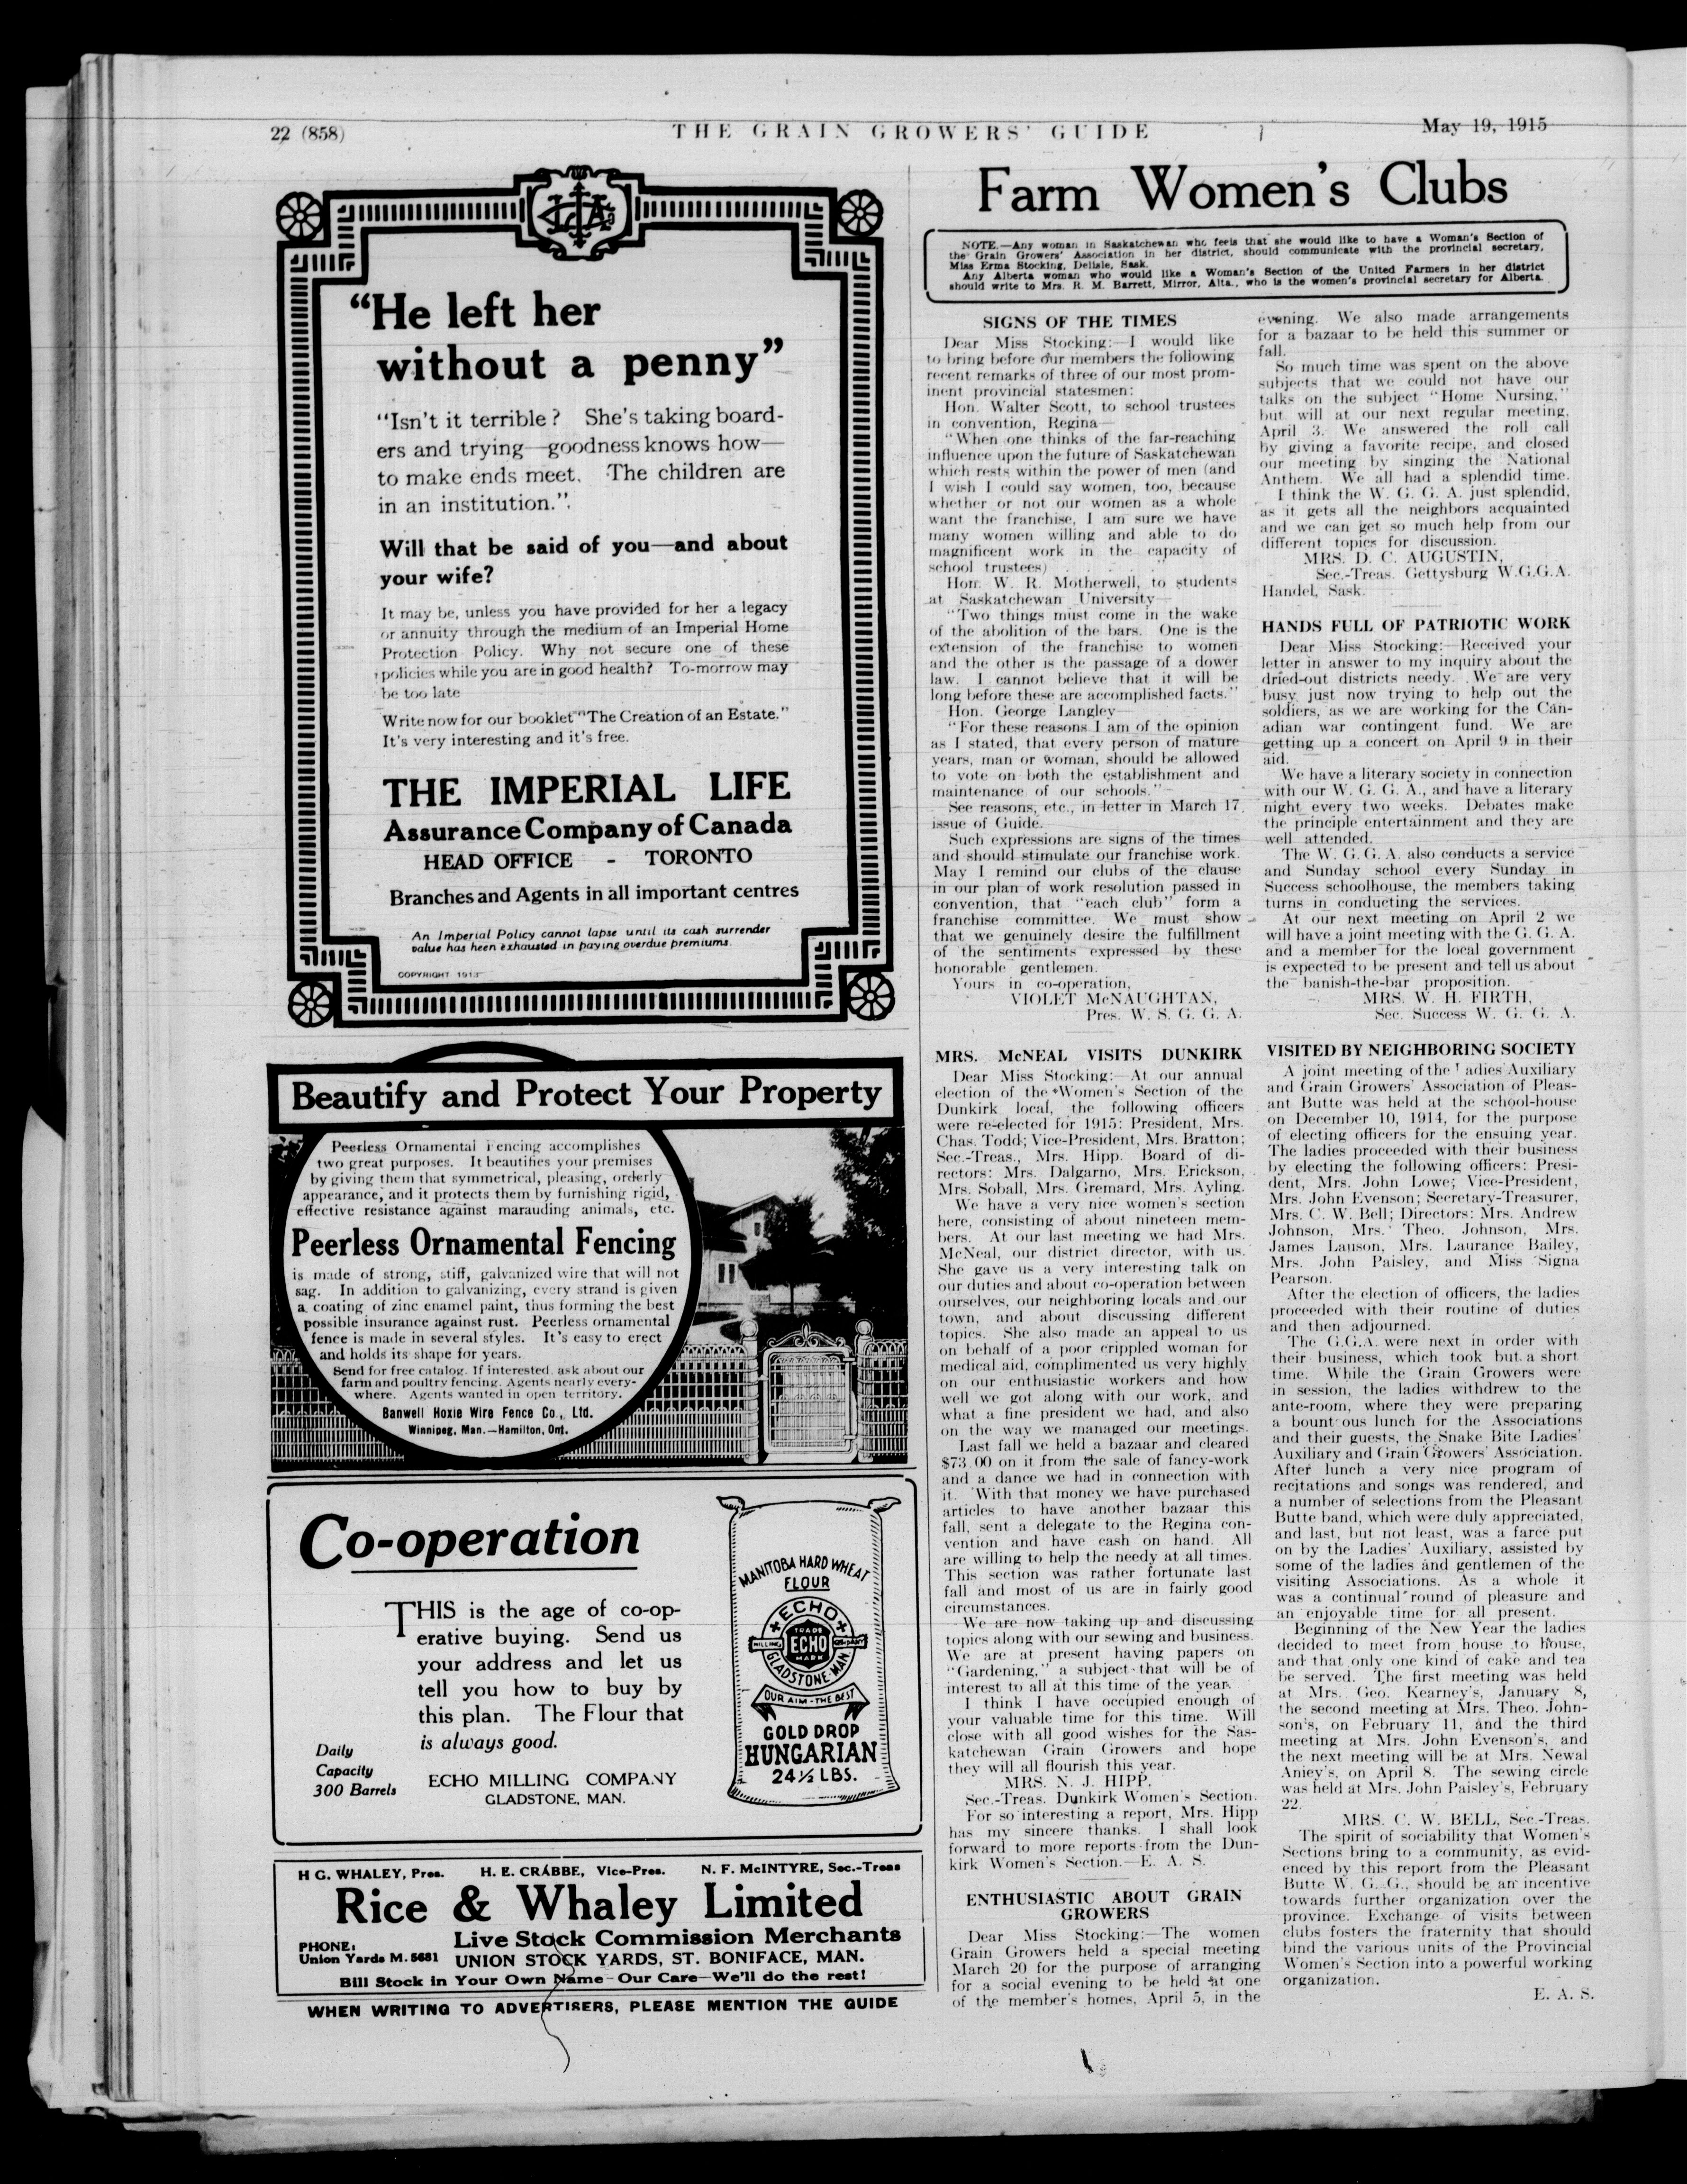 22 (858)
THE GRAIN GROWERS' GUIDE
May 19, 1915
"He left her
without a penny"
"Isn't it terrible? She's taking board-
ers and trying—goodness knows how—
to make ends meet. The children are
in an institution."
Will that be said of you—and about
your wife?
It may be, unless you have provided for her a legacy
or annuity through the medium of an Imperial Home
Protection Policy. Why not secure one of these
policies while you are in good health? To-morrow may
be too late
Write now for our booklet "The Creation of an Estate."
It's very interesting and it's free.
THE IMPERIAL LIFE
Assurance Company of Canada
HEAD OFFICE - TORONTO
Branches and Agents in all important centres
An Imperial Policy cannot lapse until its cash surrender
value has been exhausted in paying overdue premiums.
COPYRIGHT 1913
Beautify and Protect Your Property
Peerless Ornamental Fencing accomplishes
two great purposes. It beautifies your premises
by giving them that symmetrical, pleasing, orderly
appearance, and it protects them by furnishing rigid,
effective resistance against marauding animals, etc.
Peerless Ornamental Fencing
is made of strong, stiff, galvanized wire that will not
sag. In addition to galvanizing, every strand is given
a coating of zinc enamel paint, thus forming the best
possible insurance against rust. Peerless ornamental
fence is made in several styles. It's easy to erect
and holds its shape for years.
Send for free catalog. If interested, ask about our
farm and poultry fencing. Agents nearly every-
where. Agents wanted in open territory.
Banwell Hoxie Wire Fence Co., Ltd.
Winnipeg, Man.—Hamilton, Ont.
Co-operation
THIS is the age of co-op-
erative buying. Send us
your address and let us
tell you how to buy by
this plan. The Flour that
is always good.
Daily
Capacity
300 Barrels
ECHO MILLING COMPANY
GLADSTONE, MAN.
MANITOBA HARD WHEAT
FLOUR
ECHO
MILLING COMPANY
TRADE
ECHO
MARK
GLADSTONE-MAN
OUR AIM-THE BEST
GOLD DROP
HUNGARIAN
24½ LBS.
H G. WHALEY, Pres. H. E. CRABBE, Vice-Pres. N. F. McINTYRE, Sec.-Treas
Rice & Whaley Limited
Live Stock Commission Merchants
PHONE:
Union Yards M. 5681
UNION STOCK YARDS, ST. BONIFACE, MAN.
Bill Stock in Your Own Name—Our Care—We'll do the rest!
WHEN WRITING TO ADVERTISERS, PLEASE MENTION THE GUIDE
Farm Women's Clubs
NOTE.—Any woman in Saskatchewan who feels that she would like to have a Woman's Section of
the Grain Growers' Association in her district, should communicate with the provincial secretary,
Miss Erma Stocking, Delisle, Sask.
Any Alberta woman who would like a Woman's Section of the United Farmers in her district
should write to Mrs. R. M. Barrett, Mirror, Alta., who is the women's provincial secretary for Alberta.
SIGNS OF THE TIMES
Dear Miss Stocking:—I would like
to bring before our members the following
recent remarks of three of our most prom-
inent provincial statesmen:
Hon. Walter Scott, to school trustees
in convention, Regina—
"When one thinks of the far-reaching
influence upon the future of Saskatchewan
which rests within the power of men (and
I wish I could say women, too, because
whether or not our women as a whole
want the franchise, I am sure we have
many women willing and able to do
magnificent work in the capacity of
school trustees) . . . . . "
Hon. W. R. Motherwell, to students
at Saskatchewan University—
"Two things must come in the wake
of the abolition of the bars. One is the
extension of the franchise to women
and the other is the passage of a dower
law. I cannot believe that it will be
long before these are accomplished facts."
Hon. George Langley—
"For these reasons I am of the opinion
as I stated, that every person of mature
years, man or woman, should be allowed
to vote on both the establishment and
maintenance of our schools."
See reasons, etc., in letter in March 17
issue of Guide.
Such expressions are signs of the times
and should stimulate our franchise work.
May I remind our clubs of the clause
in our plan of work resolution passed in
convention, that "each club" form a
franchise committee. We must show
that we genuinely desire the fulfillment
of the sentiments expressed by these
honorable gentlemen.
Yours in co-operation,
VIOLET McNAUGHTAN,
Pres. W. S. G. G. A.
MRS. McNEAL VISITS DUNKIRK
Dear Miss Stocking:—At our annual
election of the Women's Section of the
Dunkirk local, the following officers
were re-elected for 1915: President, Mrs.
Chas. Todd; Vice-President, Mrs. Bratton;
Sec.-Treas., Mrs. Hipp. Board of di-
rectors: Mrs. Dalgarno, Mrs. Erickson,
Mrs. Soball, Mrs. Gremard, Mrs. Ayling.
We have a very nice women's section
here, consisting of about nineteen mem-
bers. At our last meeting we had Mrs.
McNeal, our district director, with us.
She gave us a very interesting talk on
our duties and about co-operation between
ourselves, our neighboring locals and our
town, and about discussing different
topics. She also made an appeal to us
on behalf of a poor crippled woman for
medical aid, complimented us very highly
on our enthusiastic workers and how
well we got along with our work, and
what a fine president we had, and also
on the way we managed our meetings.
Last fall we held a bazaar and cleared
$73.00 on it from the sale of fancy-work
and a dance we had in connection with
it. With that money we have purchased
articles to have another bazaar this
fall, sent a delegate to the Regina con-
vention and have cash on hand. All
are willing to help the needy at all times.
This section was rather fortunate last
fall and most of us are in fairly good
circumstances.
We are now taking up and discussing
topics along with our sewing and business.
We are at present having papers on
"Gardening," a subject that will be of
interest to all at this time of the year.
I think I have occupied enough of
your valuable time for this time. Will
close with all good wishes for the Sas-
katchewan Grain Growers and hope
they will all flourish this year.
MRS. N. J. HIPP,
Sec.-Treas. Dunkirk Women's Section.
For so interesting a report, Mrs. Hipp
has my sincere thanks. I shall look
forward to more reports from the Dun-
kirk Women's Section.—E. A. S.
ENTHUSIASTIC ABOUT GRAIN
GROWERS
Dear Miss Stocking:—The women
Grain Growers held a special meeting
March 20 for the purpose of arranging
for a social evening to be held at one
of the member's homes, April 5, in the
evening. We also made arrangements
for a bazaar to be held this summer or
fall.
So much time was spent on the above
subjects that we could not have our
talks on the subject "Home Nursing,"
but will at our next regular meeting,
April 3. We answered the roll call
by giving a favorite recipe, and closed
our meeting by singing the National
Anthem. We all had a splendid time.
I think the W. G. G. A. just splendid,
as it gets all the neighbors acquainted
and we can get so much help from our
different topics for discussion.
MRS. D. C. AUGUSTIN,
Sec.-Treas. Gettysburg W.G.G.A.
Handel, Sask.
HANDS FULL OF PATRIOTIC WORK
Dear Miss Stocking:—Received your
letter in answer to my inquiry about the
dried-out districts needy. We are very
busy just now trying to help out the
soldiers, as we are working for the Can-
adian war contingent fund. We are
getting up a concert on April 9 in their
aid.
We have a literary society in connection
with our W. G. G. A., and have a literary
night every two weeks. Debates make
the principle entertainment and they are
well attended.
The W. G. G. A. also conducts a service
and Sunday school every Sunday in
Success schoolhouse, the members taking
turns in conducting the services.
At our next meeting on April 2 we
will have a joint meeting with the G. G. A.
and a member for the local government
is expected to be present and tell us about
the banish-the-bar proposition.
MRS. W. H. FIRTH,
Sec. Success W. G. G. A.
VISITED BY NEIGHBORING SOCIETY
A joint meeting of the Ladies' Auxiliary
and Grain Growers' Association of Pleas-
ant Butte was held at the school-house
on December 10, 1914, for the purpose
of electing officers for the ensuing year.
The ladies proceeded with their business
by electing the following officers: Presi-
dent, Mrs. John Lowe; Vice-President,
Mrs. John Evenson; Secretary-Treasurer,
Mrs. C. W. Bell; Directors: Mrs. Andrew
Johnson, Mrs. Theo. Johnson, Mrs.
James Lauson, Mrs. Laurance Bailey,
Mrs. John Paisley, and Miss Signa
Pearson.
After the election of officers, the ladies
proceeded with their routine of duties
and then adjourned.
The G.G.A. were next in order with
their business, which took but a short
time. While the Grain Growers were
in session, the ladies withdrew to the
ante-room, where they were preparing
a bount ous lunch for the Associations
and their guests, the Snake Bite Ladies'
Auxiliary and Grain Growers' Association.
After lunch a very nice program of
recitations and songs was rendered, and
a number of selections from the Pleasant
Butte band, which were duly appreciated,
and last, but not least, was a farce put
on by the Ladies' Auxiliary, assisted by
some of the ladies and gentlemen of the
visiting Associations. As a whole it
was a continual round of pleasure and
an enjoyable time for all present.
Beginning of the New Year the ladies
decided to meet from house to house,
and that only one kind of cake and tea
be served. The first meeting was held
at Mrs. Geo. Kearney's, January 8,
the second meeting at Mrs. Theo. John-
son's, on February 11, and the third
meeting at Mrs. John Evenson's, and
the next meeting will be at Mrs. Newal
Aniey's, on April 8. The sewing circle
was held at Mrs. John Paisley's, February
22.
MRS. C. W. BELL, Sec.-Treas.
The spirit of sociability that Women's
Sections bring to a community, as evid-
enced by this report from the Pleasant
Butte W. G. G., should be an incentive
towards further organization over the
province. Exchange of visits between
clubs fosters the fraternity that should
bind the various units of the Provincial
Women's Section into a powerful working
organization.
E. A. S.